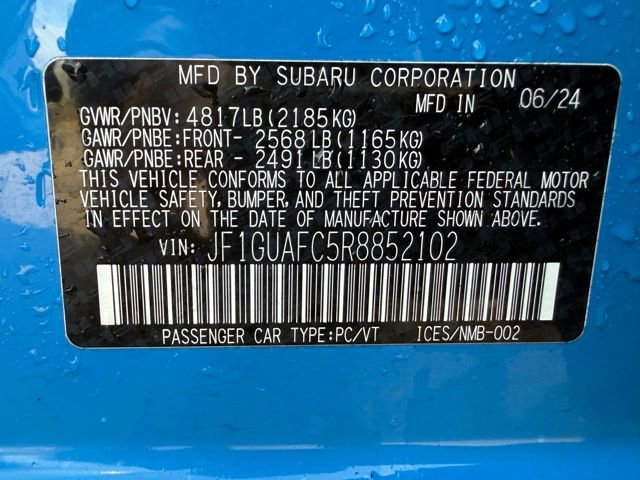 MFD BY SUBARU CORPORATION
MFD IN 06/24
GVWR/PNBV: 4817LB(2185KG)
GAWR/PNBE:FRONT- 2568LB(1165KG)
GAWR/PNBE:REAR - 2491LB(1130KG)
THIS VEHICLE CONFORMS TO ALL APPLICABLE FEDERAL MOTOR
VEHICLE SAFETY, BUMPER, AND THEFT PREVENTION STANDARDS
IN EFFECT ON THE DATE OF MANUFACTURE SHOWN ABOVE.
VIN: JF1GUAFC5R8852102
PASSENGER CAR TYPE:PC/VT ICES/NMB-002